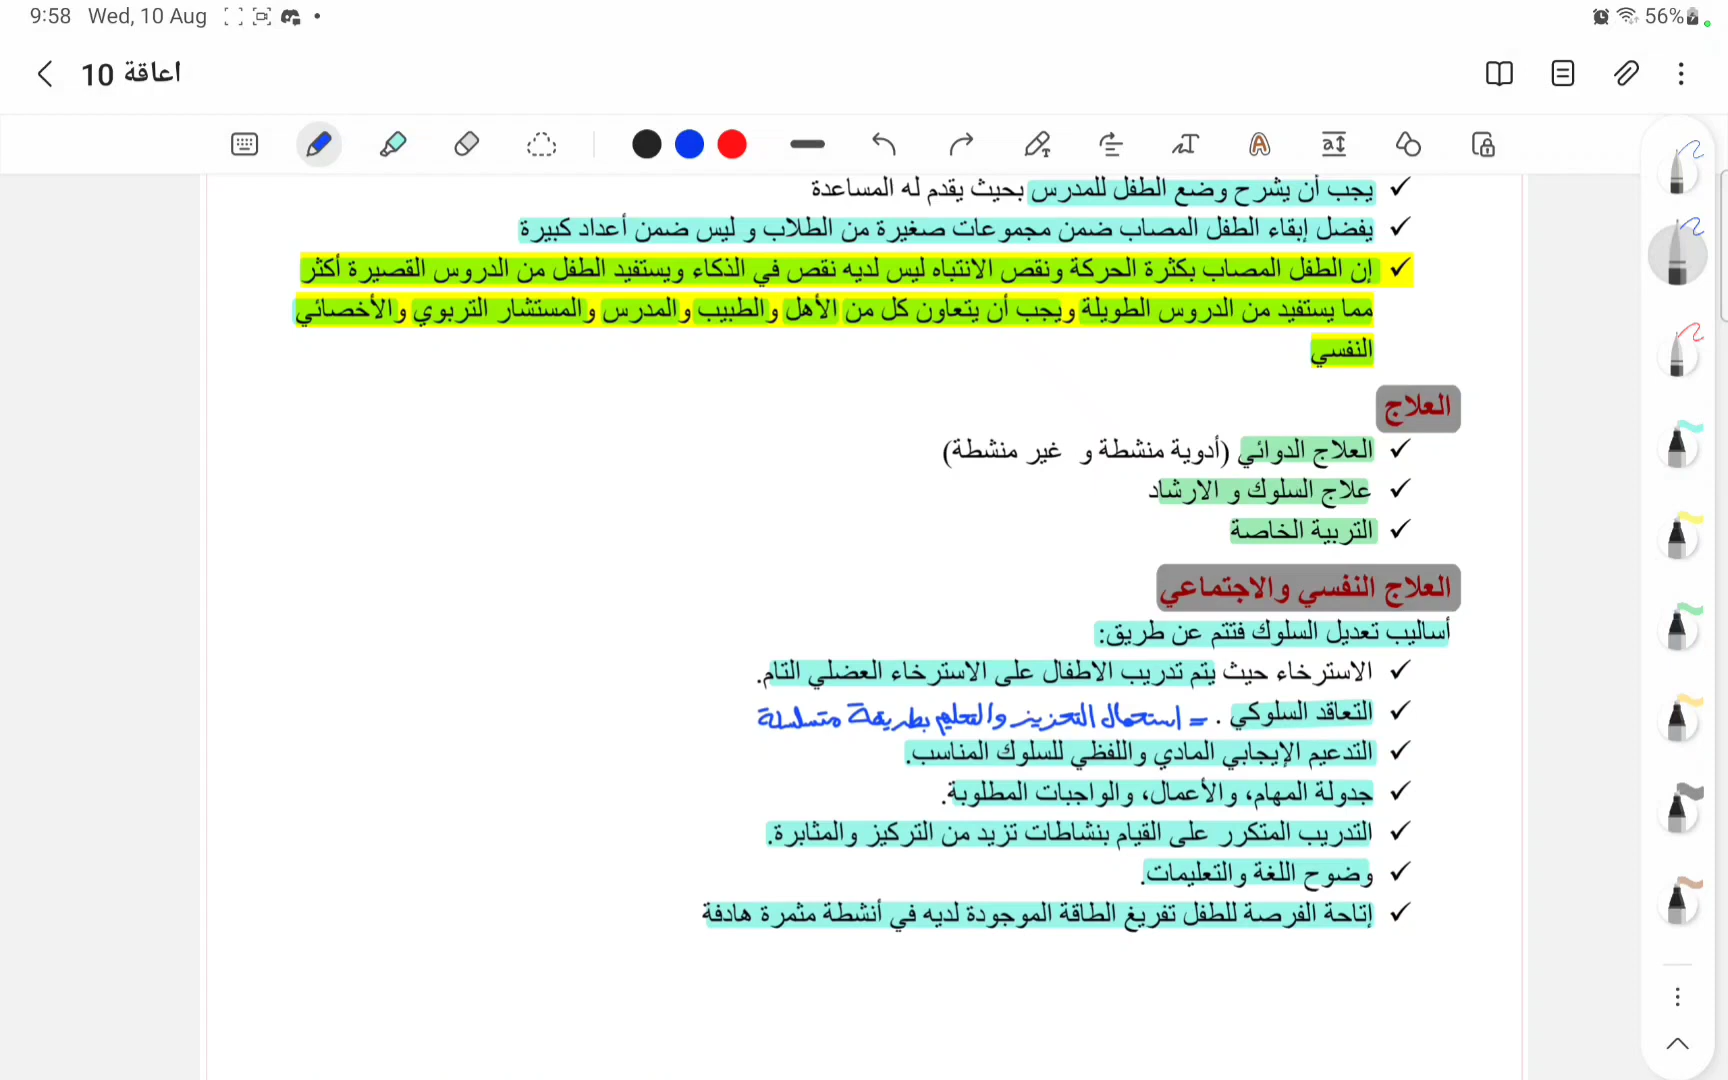 9:58 Wed, 10 Aug
56%
اعاقة 10
يجب أن يشرح وضع الطفل للمدرس بحيث يقدم له المساعدة
يفضل إبقاء الطفل المصاب ضمن مجموعات صغيرة من الطلاب و ليس ضمن أعداد كبيرة
إن الطفل المصاب بكثرة الحركة ونقص الانتباه ليس لديه نقص في الذكاء ويستفيد الطفل من الدروس القصيرة أكثر
مما يستفيد من الدروس الطويلة ويجب أن يتعاون كل من الأهل والطبيب والمدرس والمستشار التربوي والأخصائي
النفسي
العلاج
العلاج الدوائي (أدوية منشطة و غير منشطة)
علاج السلوك و الارشاد
التربية الخاصة
العلاج النفسي والاجتماعي
أساليب تعديل السلوك فتتم عن طريق:
الاسترخاء حيث يتم تدريب الاطفال على الاسترخاء العضلي التام.
التعاقد السلوكي . = استعمال التعزيز والتعليم بطريقة متسلسلة
التدعيم الإيجابي المادي واللفظي للسلوك المناسب.
جدولة المهام، والأعمال، والواجبات المطلوبة.
التدريب المتكرر على القيام بنشاطات تزيد من التركيز والمثابرة.
وضوح اللغة والتعليمات.
إتاحة الفرصة للطفل تفريغ الطاقة الموجودة لديه في أنشطة مثمرة هادفة